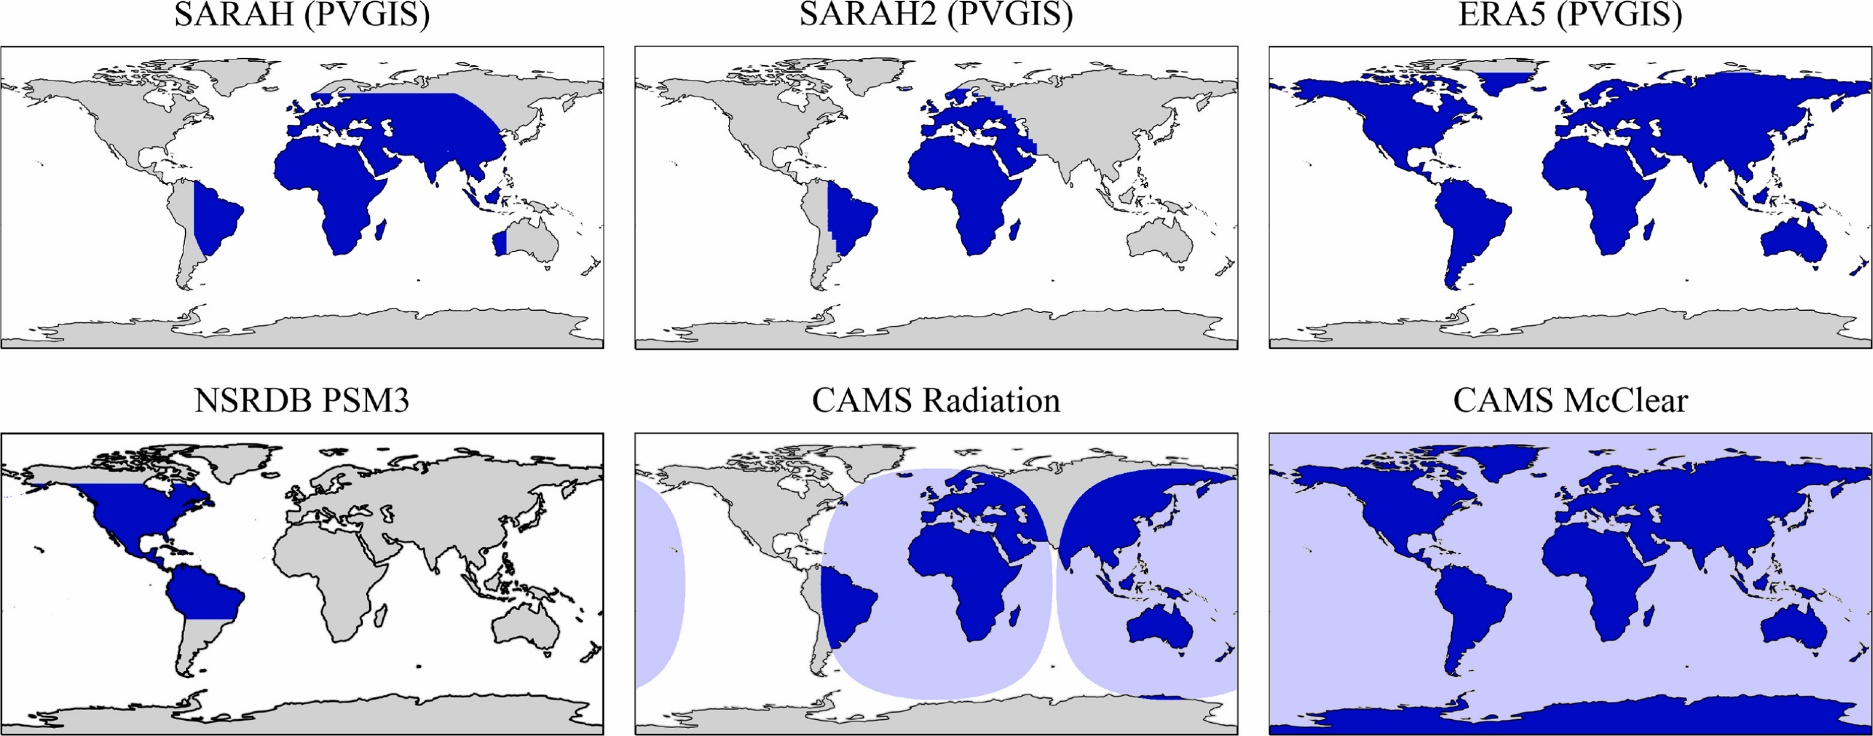 SARAH (PVGIS)
SARAH2 (PVGIS)
ERA5 (PVGIS)
NSRDB PSM3
CAMS Radiation
CAMS McClear